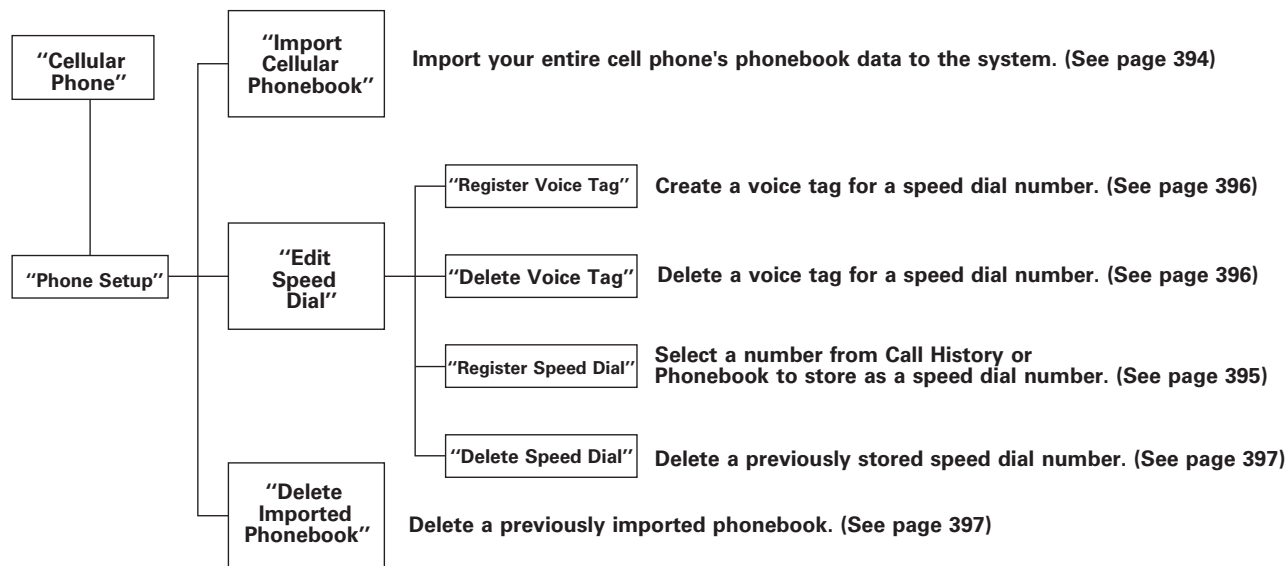 "Cellular
Phone"
"Import
Cellular
Phonebook"
Import your entire cell phone's phonebook data to the system. (See page 394)
"Phone Setup"
"Edit
Speed
Dial"
"Register Voice Tag"
Create a voice tag for a speed dial number. (See page 396)
"Delete Voice Tag"
Delete a voice tag for a speed dial number. (See page 396)
"Register Speed Dial"
Select a number from Call History or
Phonebook to store as a speed dial number. (See page 395)
"Delete Speed Dial"
Delete a previously stored speed dial number. (See page 397)
"Delete
Imported
Phonebook"
Delete a previously imported phonebook. (See page 397)